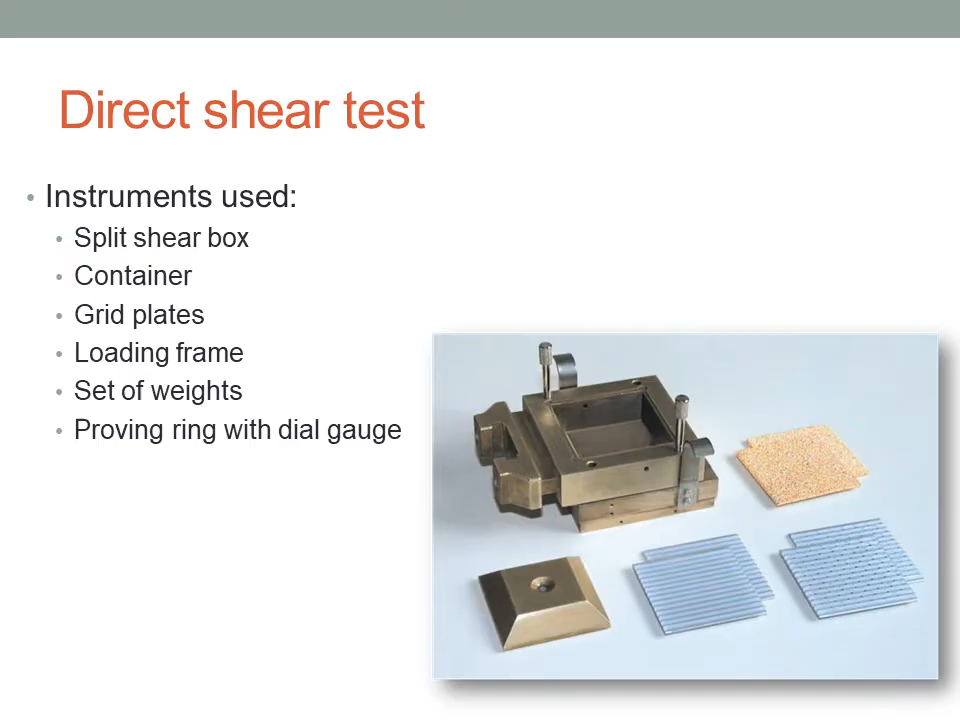 Direct shear test
• Instruments used:
• Split shear box
• Container
• Grid plates
• Loading frame
• Set of weights
• Proving ring with dial gauge